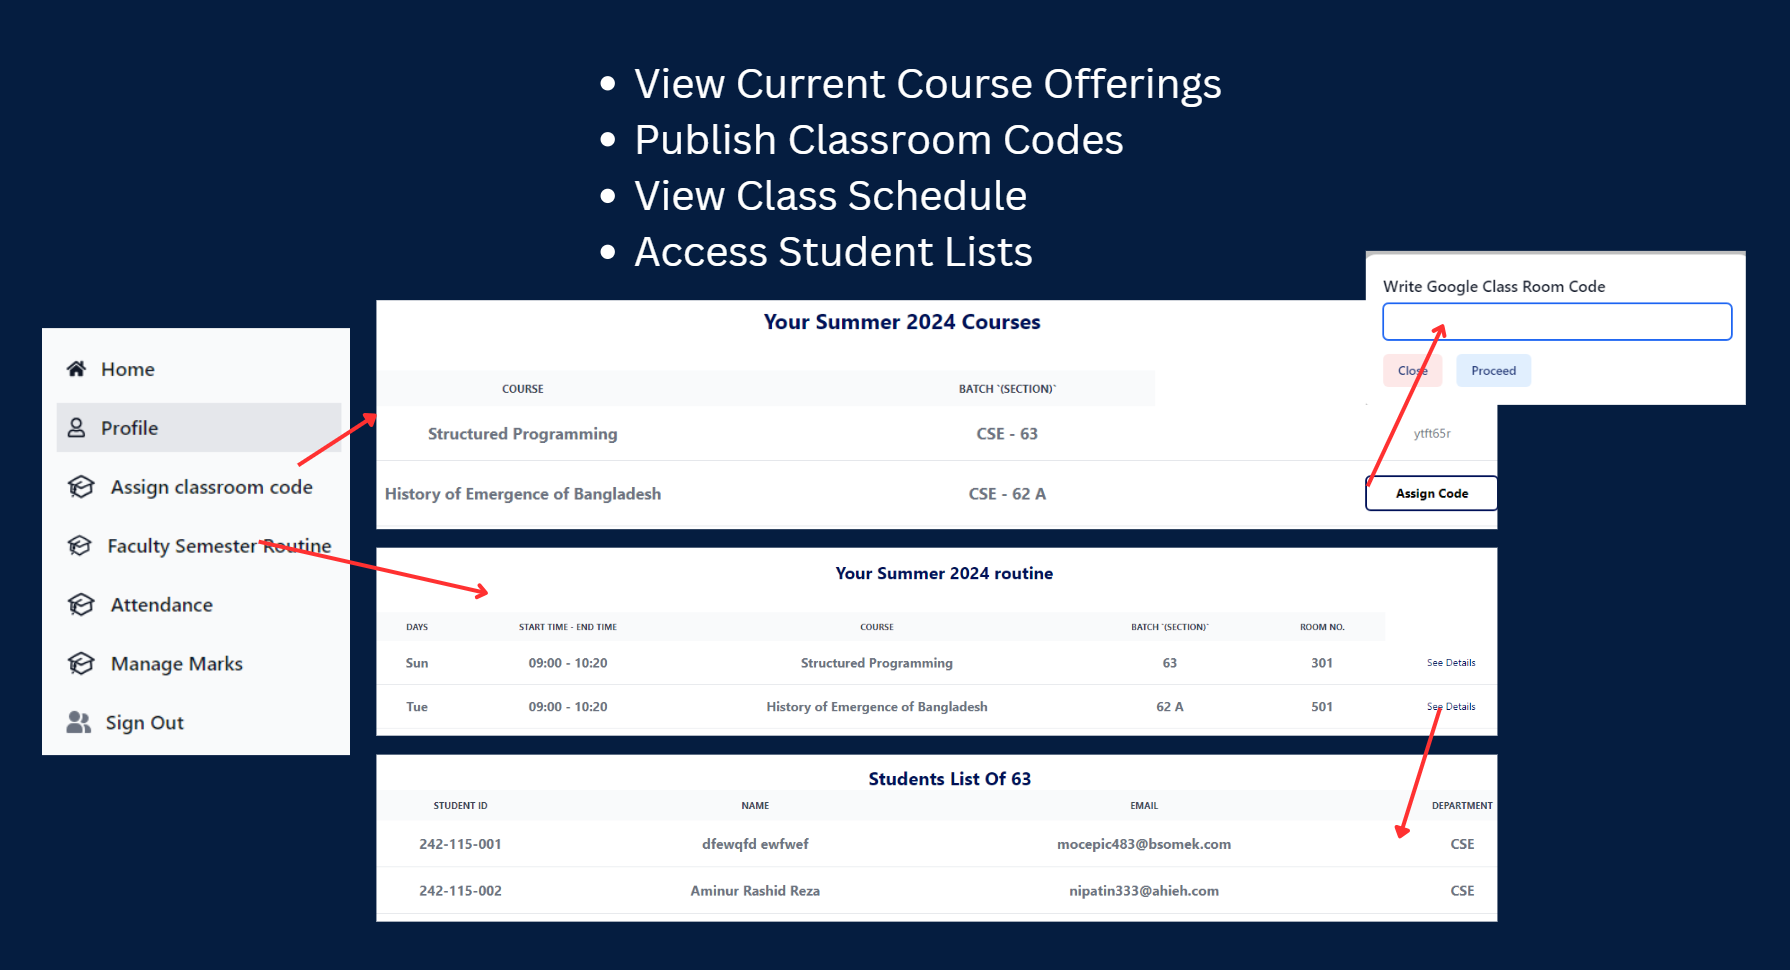 • View Current Course Offerings
• Publish Classroom Codes
• View Class Schedule
• Access Student Lists
Home
Profile
Assign classroom code
Faculty Semester Routine
Attendance
Manage Marks
Sign Out
Your Summer 2024 Courses
COURSE BATCH `(SECTION)`
Structured Programming CSE - 63 ytft65r
History of Emergence of Bangladesh CSE - 62 A Assign Code
Write Google Class Room Code
Close Proceed
Your Summer 2024 routine
DAYS START TIME - END TIME COURSE BATCH `(SECTION)` ROOM NO.
Sun 09:00 - 10:20 Structured Programming 63 301 See Details
Tue 09:00 - 10:20 History of Emergence of Bangladesh 62 A 501 See Details
Students List Of 63
STUDENT ID NAME EMAIL DEPARTMENT
242-115-001 dfewqfd ewfwef mocepic483@bsomek.com CSE
242-115-002 Aminur Rashid Reza nipatin333@ahieh.com CSE